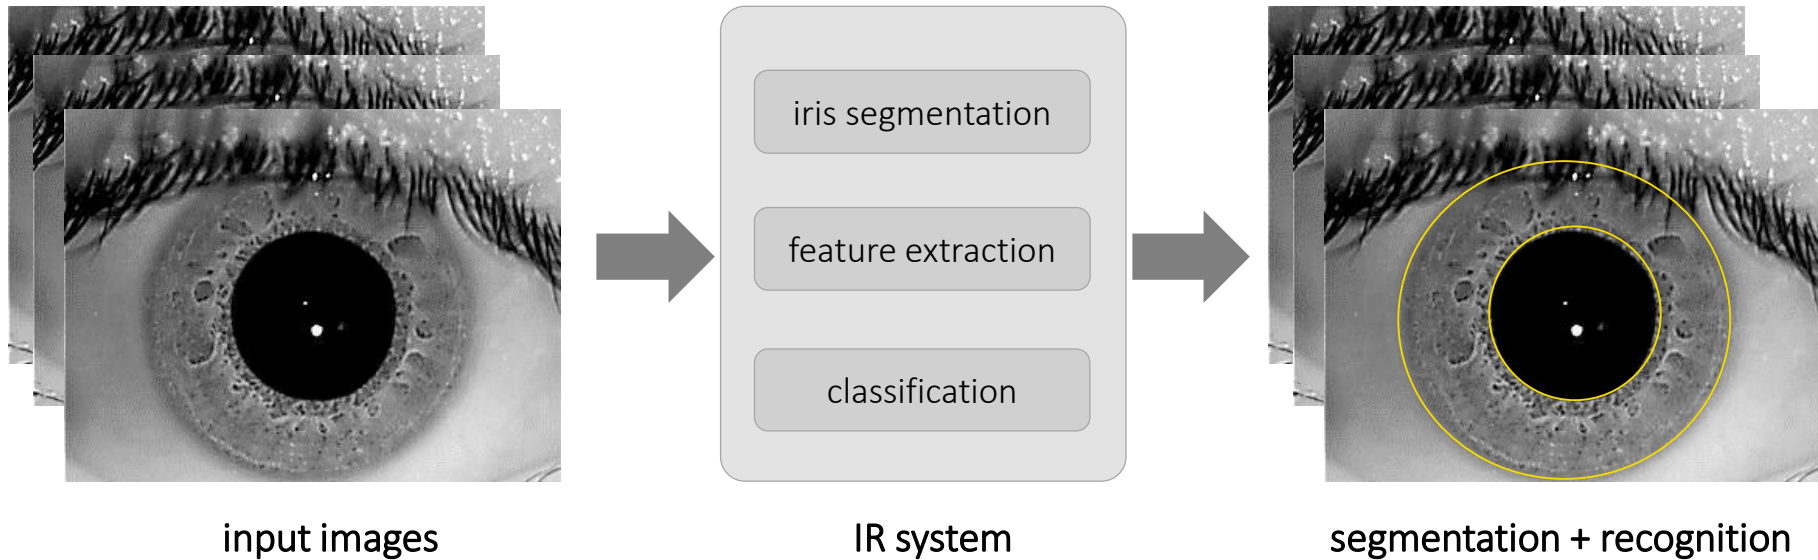 iris segmentation
feature extraction
classification
input images
IR system
segmentation + recognition